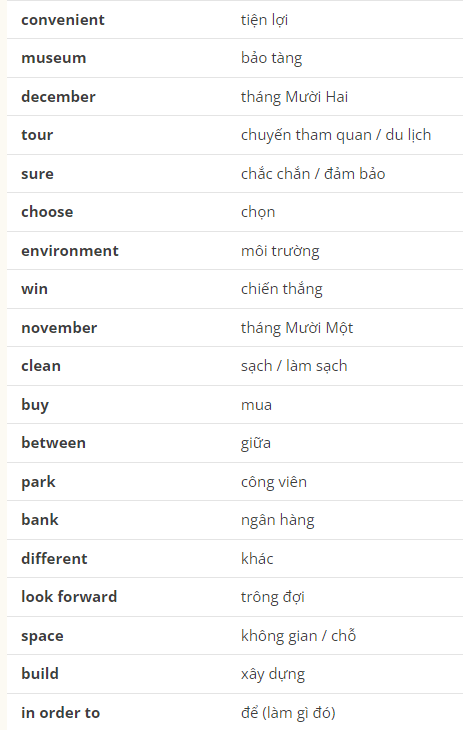 convenient tiện lợi
museum bảo tàng
december tháng Mười Hai
tour chuyến tham quan / du lịch
sure chắc chắn / đảm bảo
choose chọn
environment môi trường
win chiến thắng
november tháng Mười Một
clean sạch / làm sạch
buy mua
between giữa
park công viên
bank ngân hàng
different khác
look forward trông đợi
space không gian / chỗ
build xây dựng
in order to để (làm gì đó)